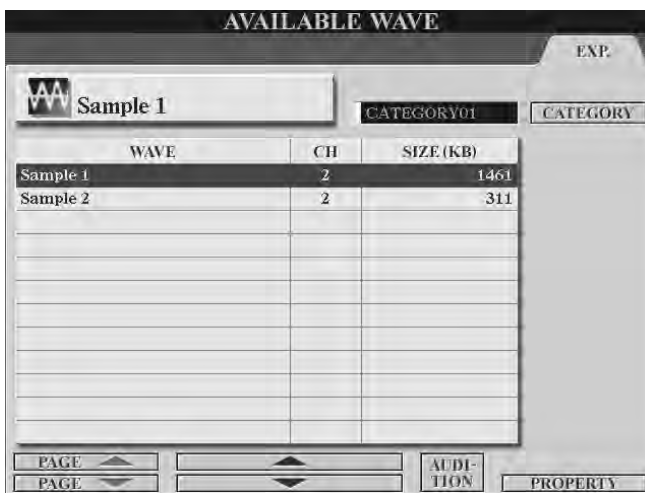 AVAILABLE WAVE
EXP.
Sample 1
CATEGORY01 CATEGORY
WAVE CH SIZE (KB)
Sample 1 2 1461
Sample 2 2 311
PAGE
AUDI-
PAGE
TION
PROPERTY